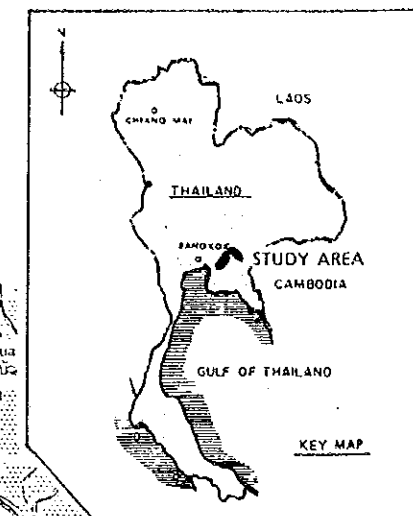 N
LAOS
CHIANG MAI
THAILAND
BANGKOK
STUDY AREA
CAMBODIA
GULF OF THAILAND
KEY MAP